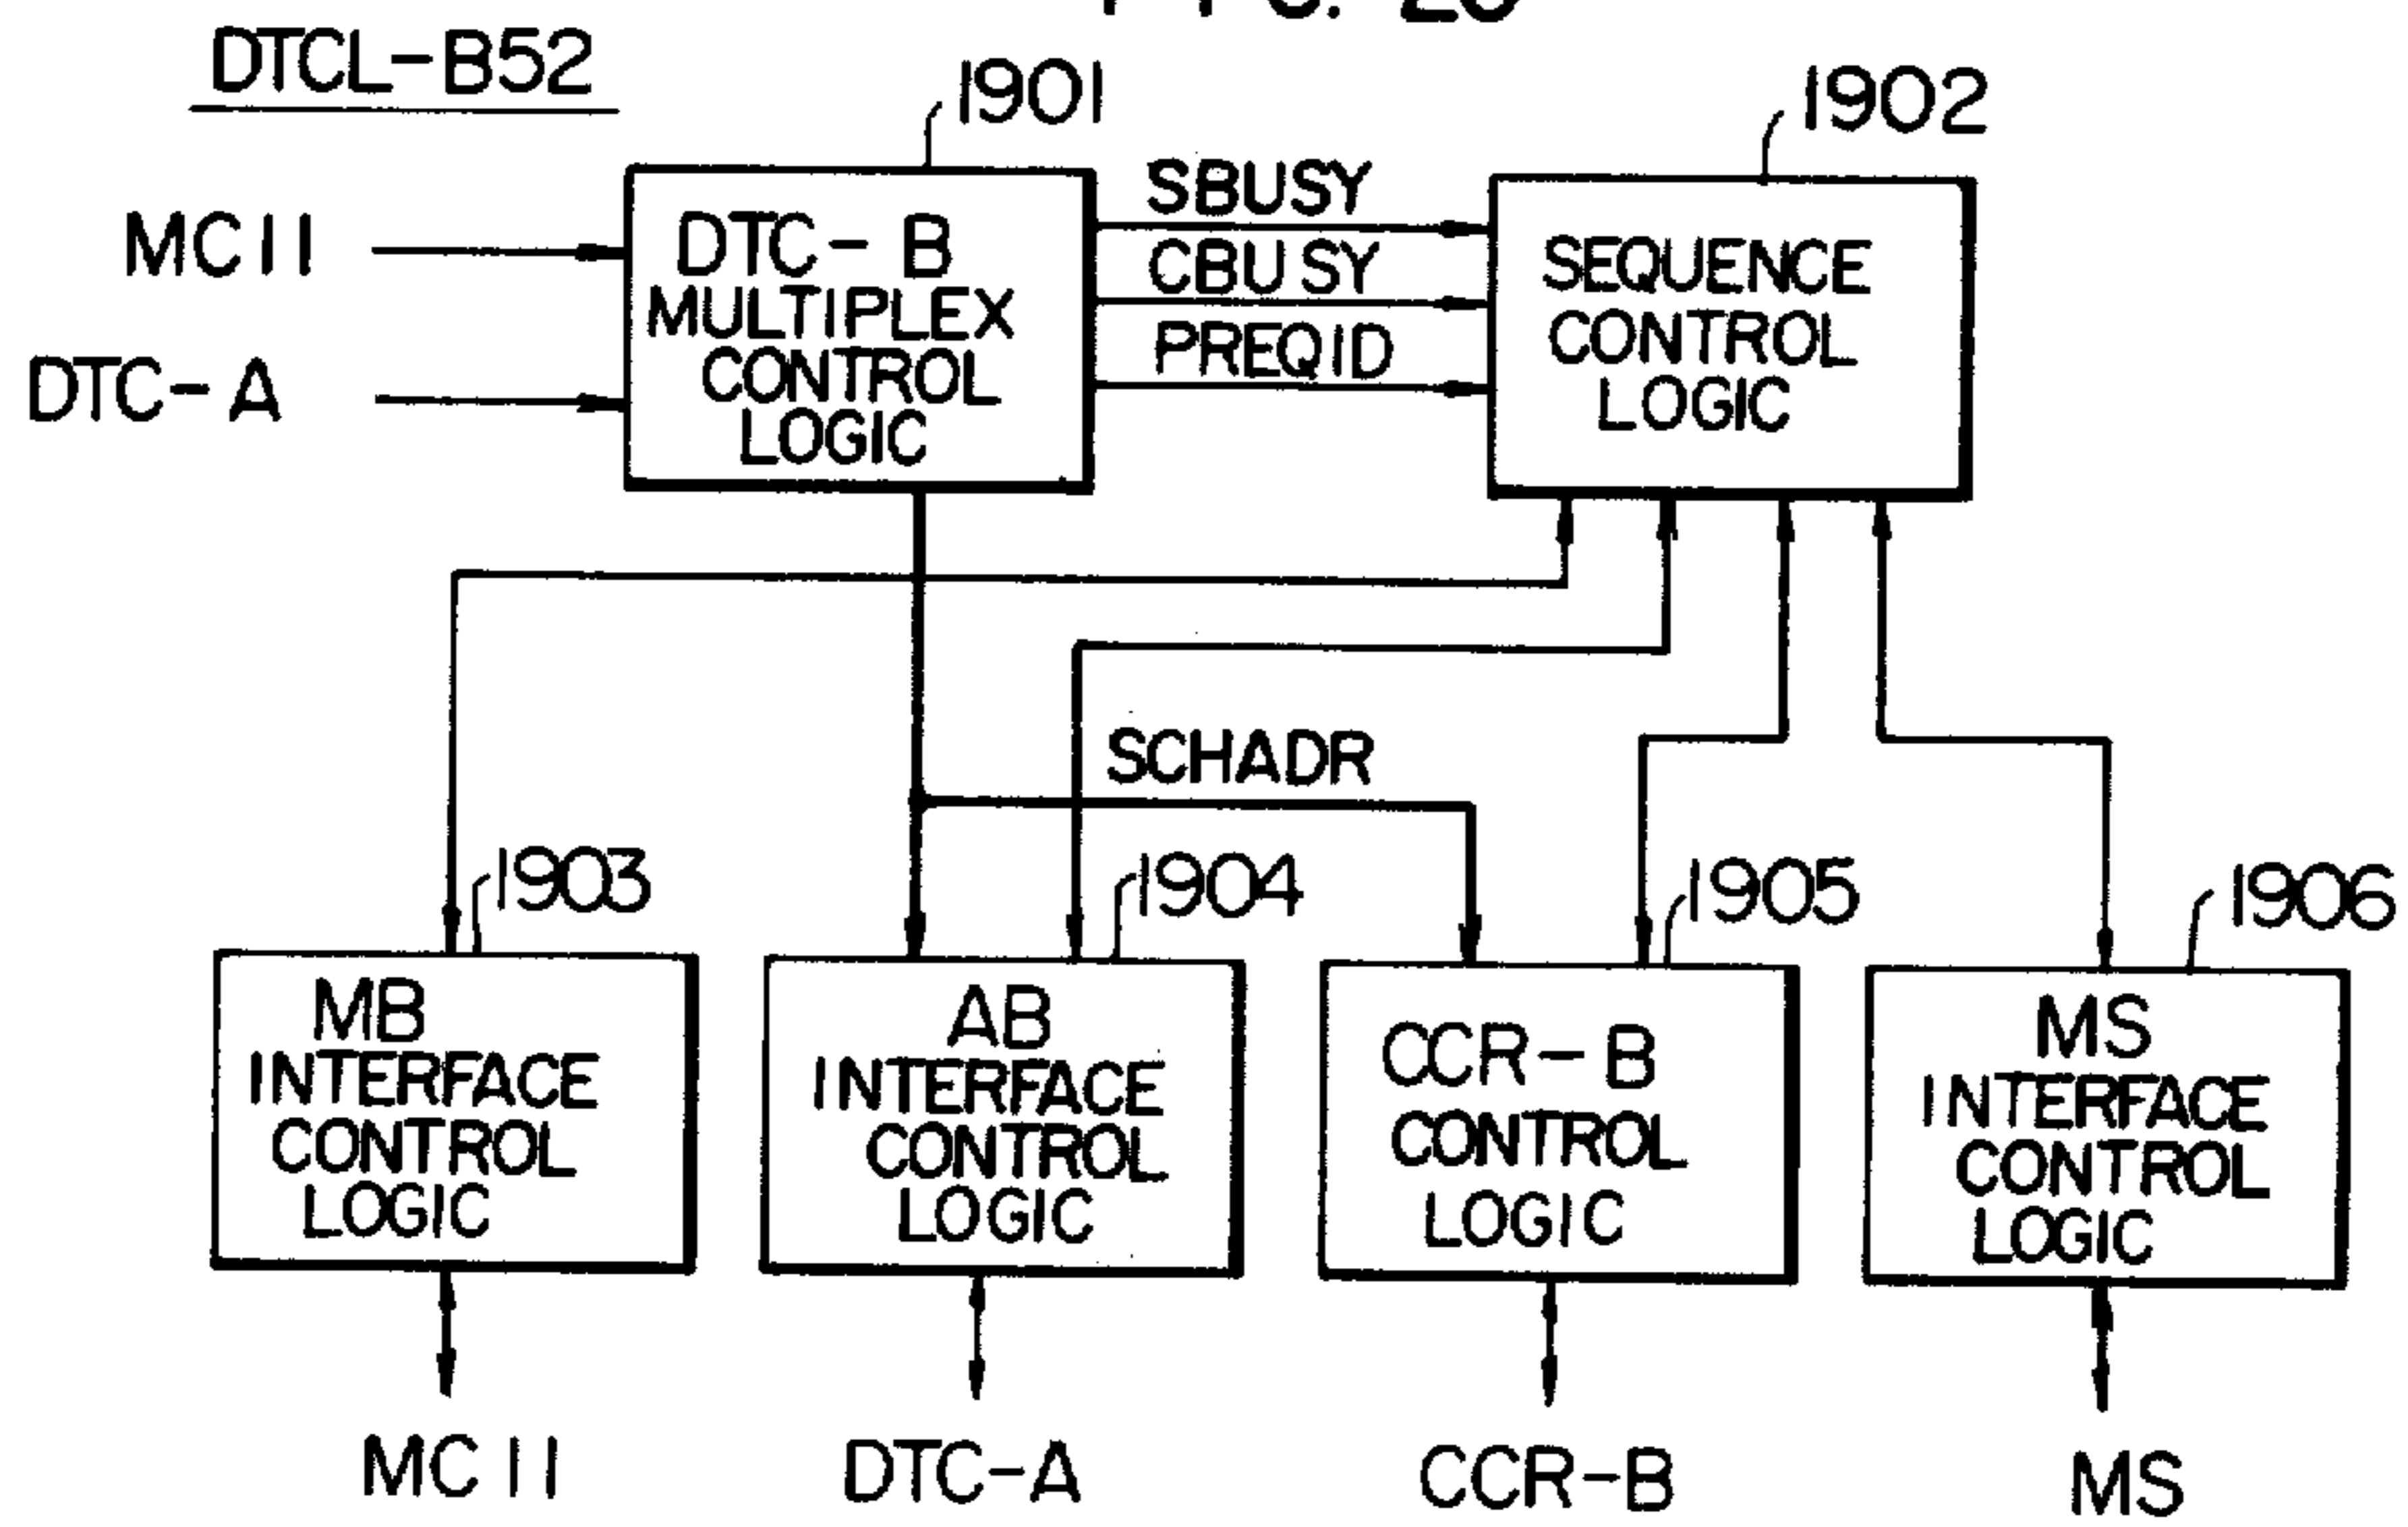 DTCL-B52
1901
1902
MC11
DTC-A
DTC-B
MULTIPLEX
CONTROL
LOGIC
SBUSY
CBUSY
PREQID
SEQUENCE
CONTROL
LOGIC
SCHADR
1903
1904
1905
1906
MB
INTERFACE
CONTROL
LOGIC
AB
INTERFACE
CONTROL
LOGIC
CCR-B
CONTROL
LOGIC
MS
INTERFACE
CONTROL
LOGIC
MC11
DTC-A
CCR-B
MS